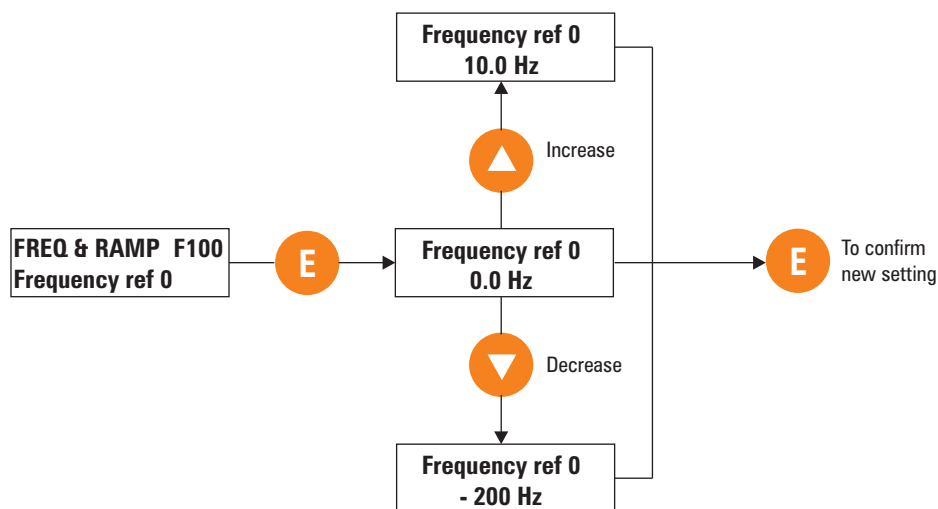 Frequency ref 0
10.0 Hz
Increase
FREQ & RAMP F100
Frequency ref 0
E
Frequency ref 0
0.0 Hz
E
To confirm
new setting
Decrease
Frequency ref 0
- 200 Hz